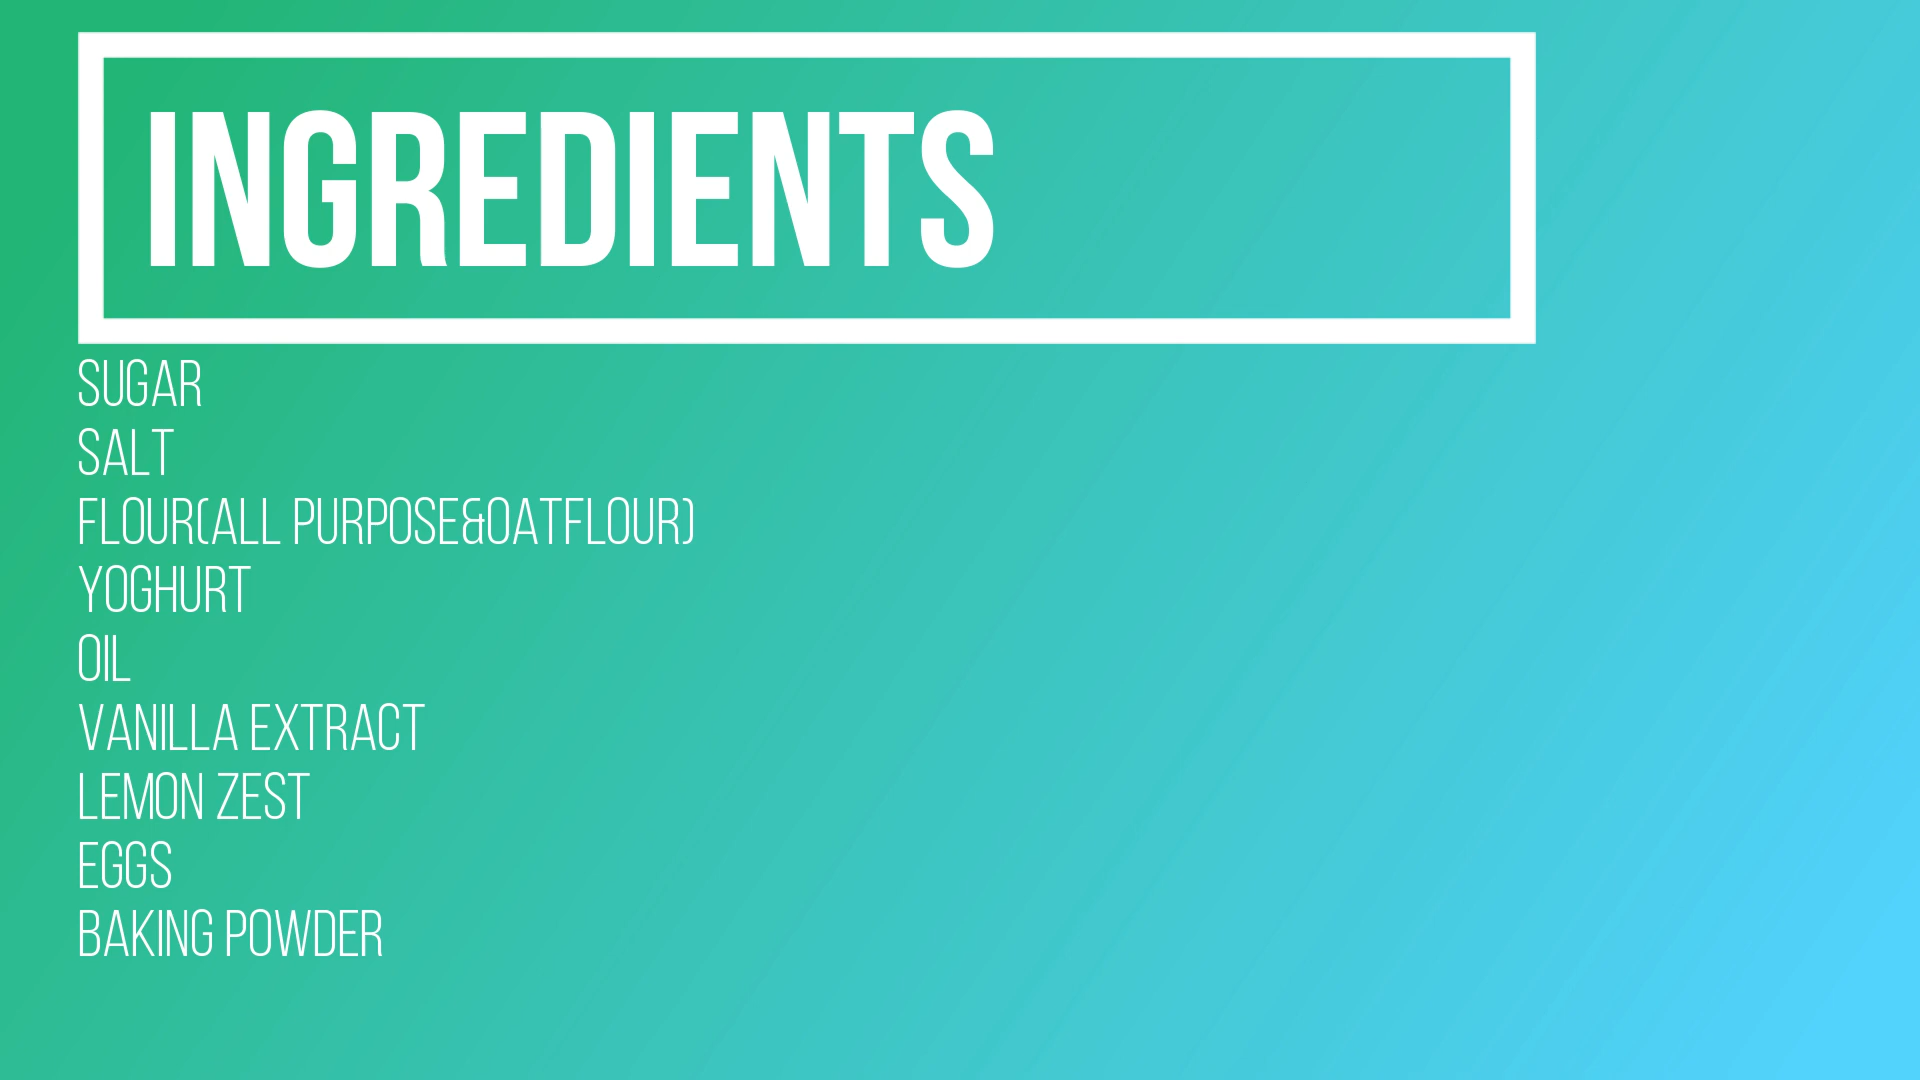 INGREDIENTS
SUGAR
SALT
FLOUR(ALL PURPOSE&OATFLOUR)
YOGHURT
OIL
VANILLA EXTRACT
LEMON ZEST
EGGS
BAKING POWDER